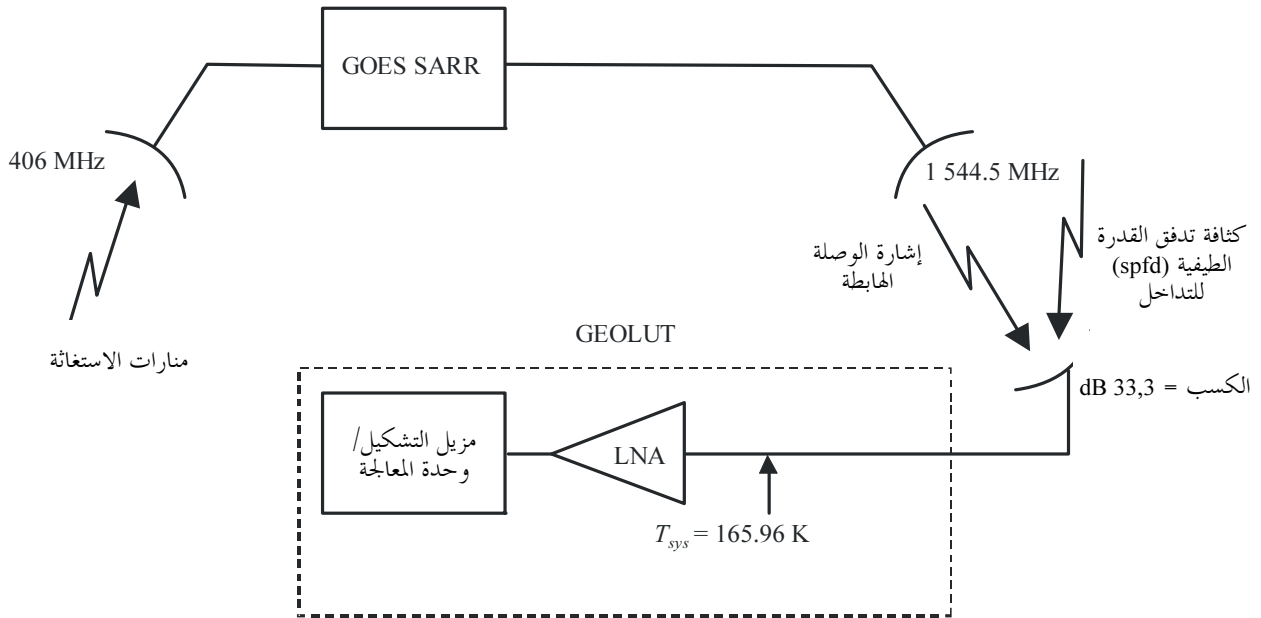 GOES SARR
406 MHz
1 544.5 MHz
كثافة تدفق القدرة
الطيفية (spfd)
للتداخل
إشارة الوصلة
الهابطة
منارات الاستغاثة
GEOLUT
الكسب = 33,3 dB
مزيل التشكيل/
وحدة المعالجة
LNA
Tsys = 165.96 K